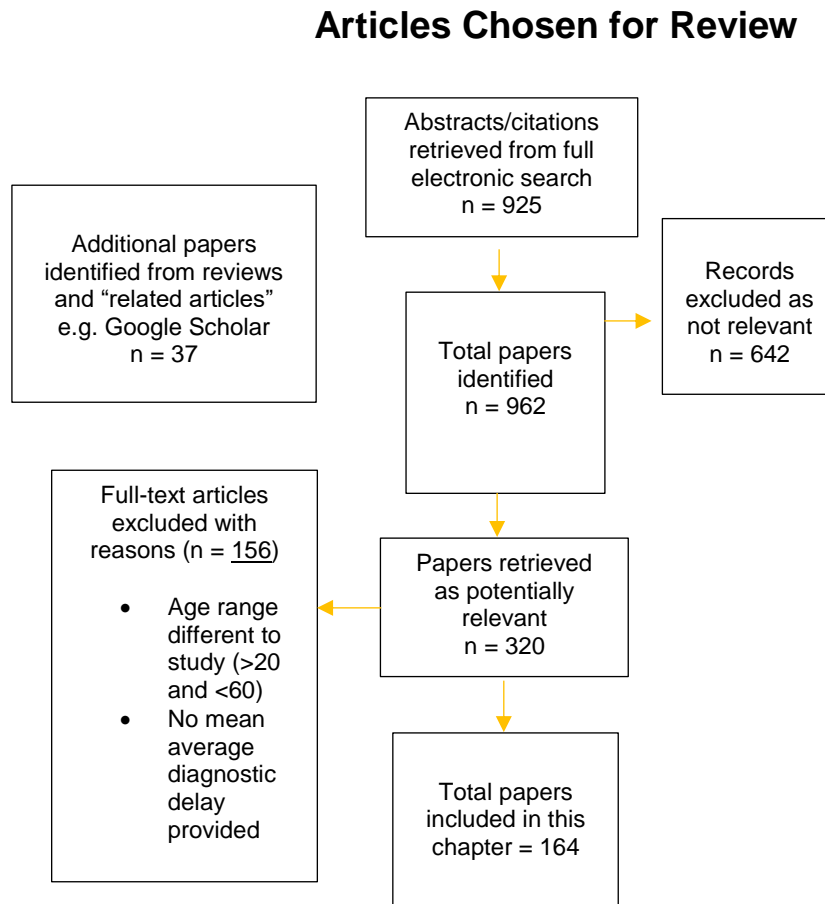 Articles Chosen for Review
Abstracts/citations
retrieved from full
electronic search
n = 925
Additional papers
identified from reviews
and “related articles”
e.g. Google Scholar
n = 37
Records
excluded as
not relevant
n = 642
Total papers
identified
n = 962
Full-text articles
excluded with
reasons (n = 156)
• Age range
different to
study (>20
and <60)
• No mean
average
diagnostic
delay
provided
Papers retrieved
as potentially
relevant
n = 320
Total papers
included in this
chapter = 164